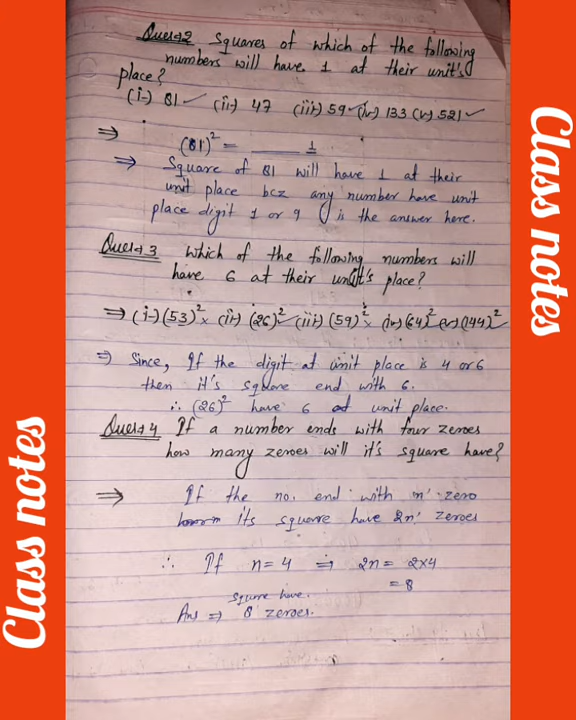 Class notes
Class notes
Ques→2 Squares of which of the following
numbers will have 1 at their unit's
place?
(i→) 81 ✓ (ii→) 47 (iii→) 59 ✓ (iv→) 133 (v→) 521 ✓
⇒ (81)² = ____ 1
⇒ Square of 81 will have 1 at their
unit place bcz any number have unit
place digit 1 or 9 is the answer here.
Ques→3 Which of the following numbers will
have 6 at their unit's place?
⇒ (i→) (53)² × (ii→) (26)² ✓ (iii→) (59)² × (iv→) (64)² ✓ (v→) (144)² ✓
⇒ Since, If the digit at unit place is 4 or 6
then it's square end with 6.
∴ (26)² have 6 at unit place.
Ques→4 If a number ends with four zeroes
how many zeroes will it's square have?
⇒ If the no. end with 'n' zero
its square have 2n' zeroes
∴ If n = 4 ⇒ 2n = 2×4
= 8
square have
Ans ⇒ 8 zeroes.